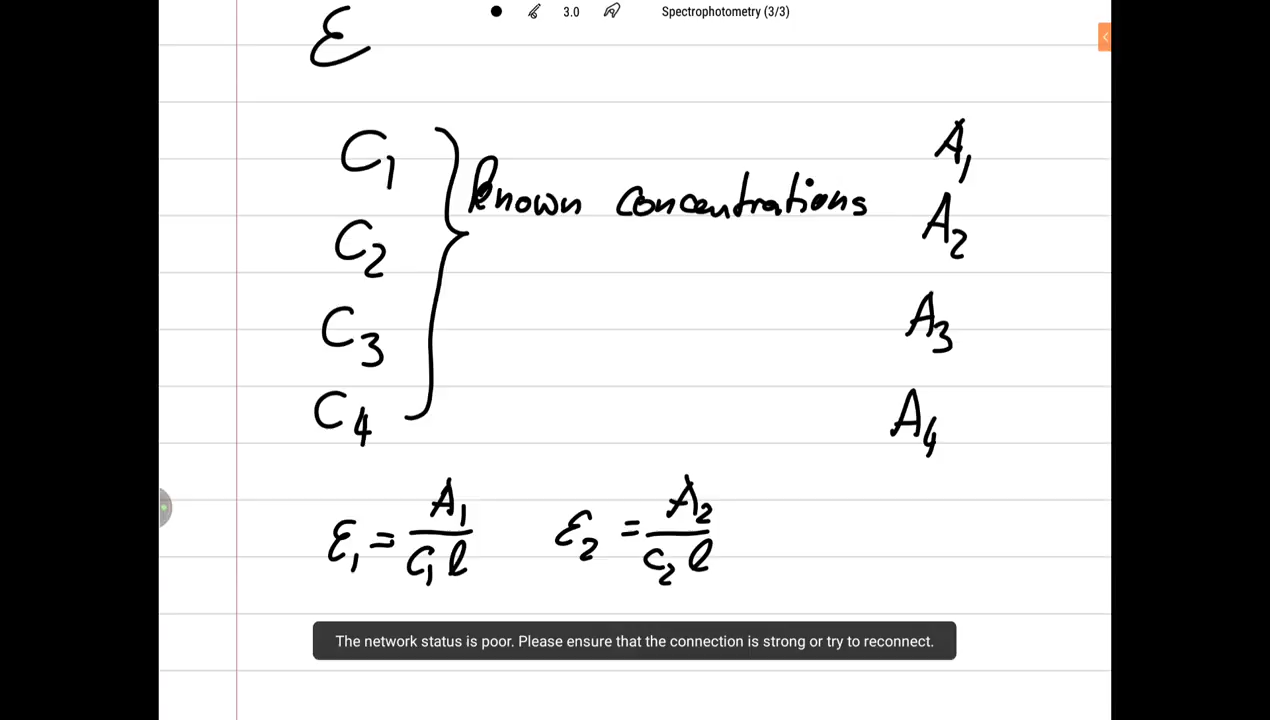 3.0 Spectrophotometry (3/3)
ε
C1 A1
known concentrations
C2 A2
C3 A3
C4 A4
ε1 = A1/C1 l ε2 = A2/C2 l
The network status is poor. Please ensure that the connection is strong or try to reconnect.